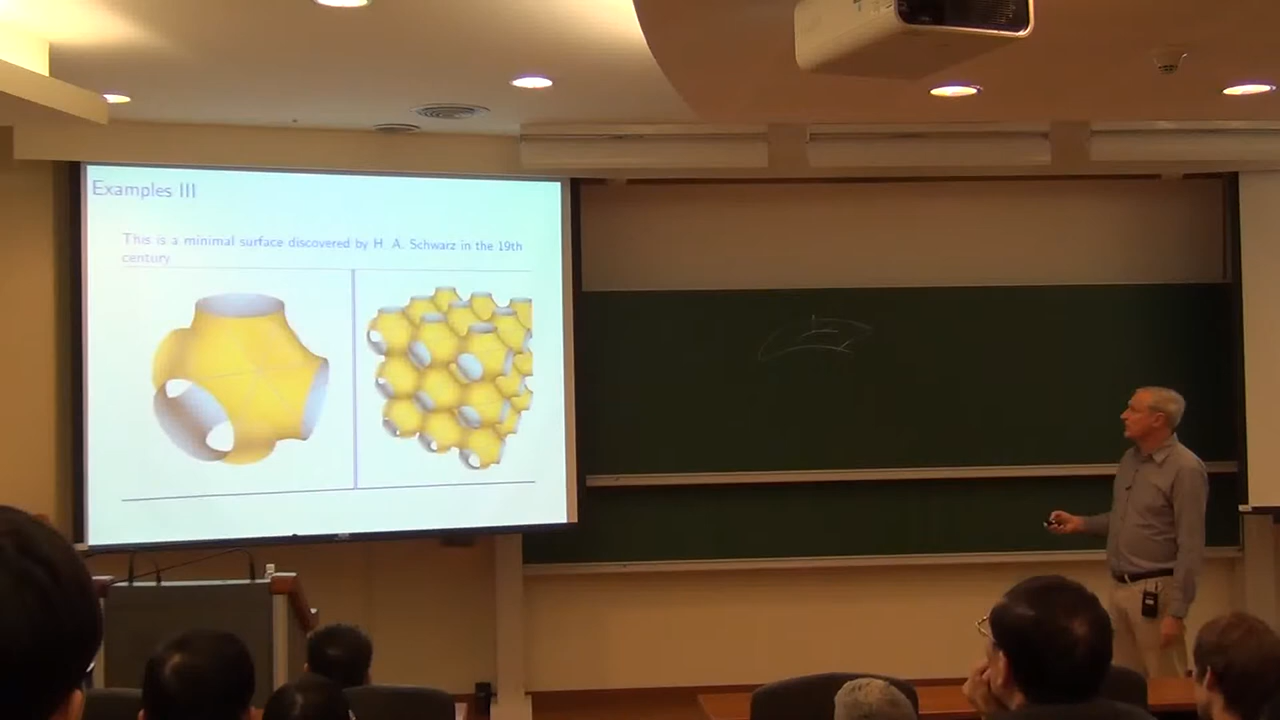 Examples III
This is a minimal surface discovered by H. A. Schwarz in the 19th
century